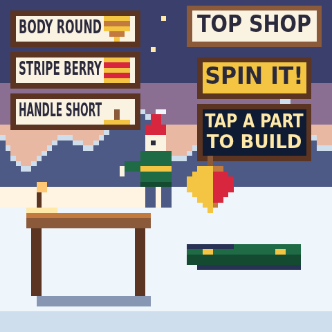 BODY ROUND
STRIPE BERRY
HANDLE SHORT
TOP SHOP
SPIN IT!
TAP A PART
TO BUILD